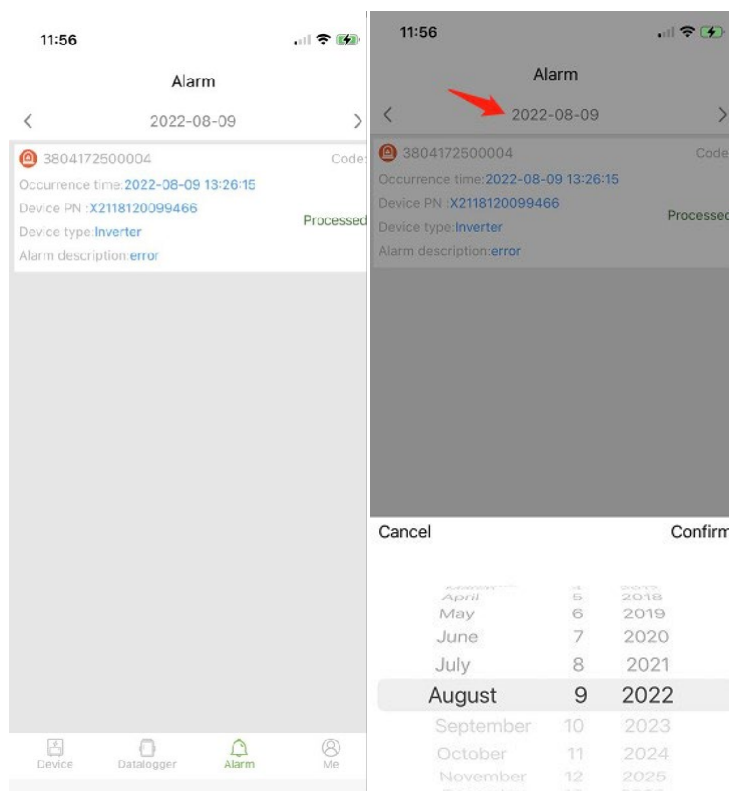 11:56
Alarm
2022-08-09
3804172500004 Code:
Occurrence time:2022-08-09 13:26:15
Device PN :X2118120099466
Processed
Device type:Inverter
Alarm description:error
Device Datalogger Alarm Me
11:56
Alarm
2022-08-09
3804172500004 Code
Occurrence time:2022-08-09 13:26:15
Device PN :X2118120099466
Processed
Device type:Inverter
Alarm description:error
Cancel Confirm
April 5 2018
May 6 2019
June 7 2020
July 8 2021
August 9 2022
September 10 2023
October 11 2024
November 12 2025